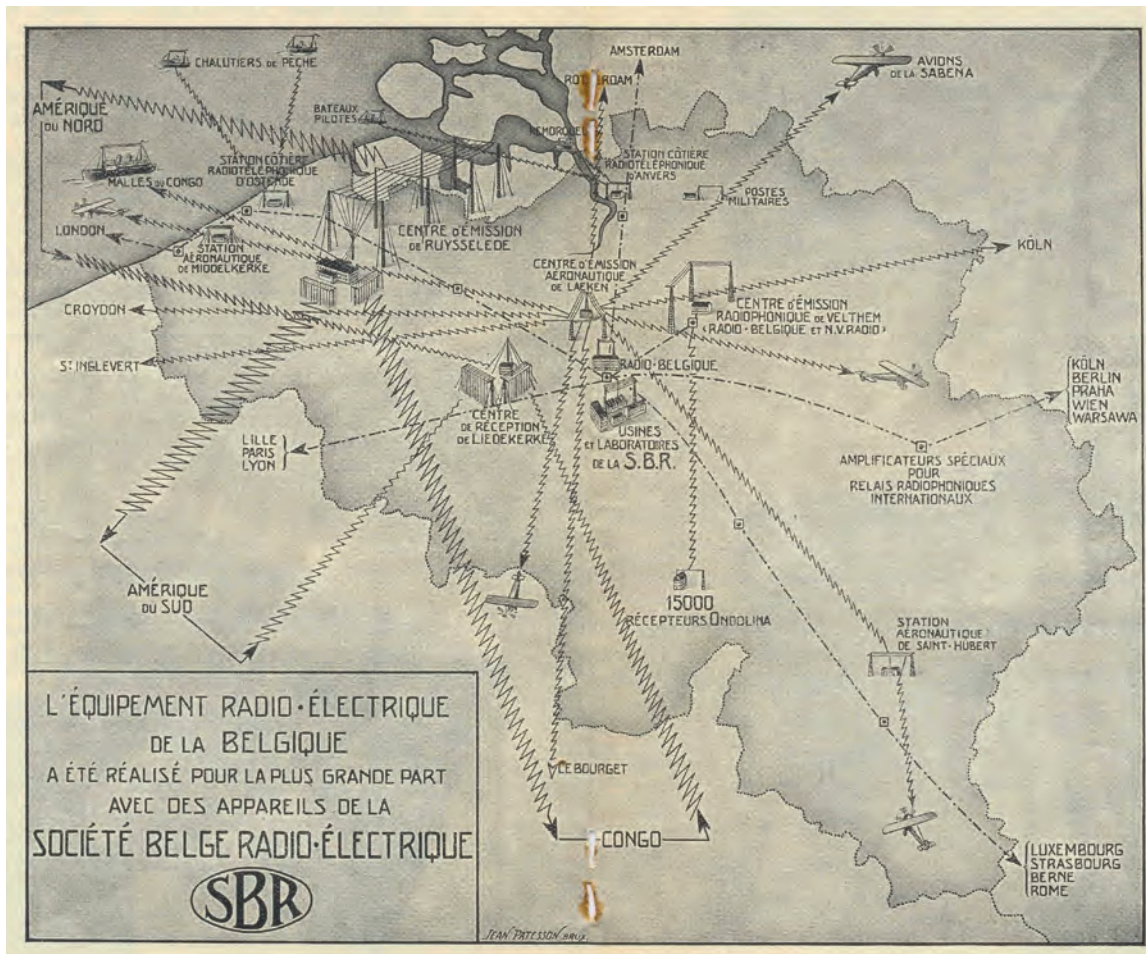 CHALUTIERS DE PÊCHE
AMSTERDAM
AVIONS
DE LA SABENA
AMÉRIQUE
DU NORD
BATEAUX
PILOTES
STATION CÔTIÈRE
RADIOTÉLÉPHONIQUE
D'OSTENDE
STATION CÔTIÈRE
RADIOTÉLÉPHONIQUE
D'ANVERS
MALLES DU CONGO
POSTES
MILITAIRES
LONDON
STATION
AÉRONAUTIQUE
DE MIDDELKERKE
CENTRE D'ÉMISSION
DE RUYSSELEDE
KÖLN
CENTRE D'ÉMISSION
AÉRONAUTIQUE
DE LAEKEN
CROYDON
CENTRE D'ÉMISSION
RADIOPHONIQUE DE VELTHEM
‹RADIO-BELGIQUE ET N.V. RADIO›
ST INGLEVERT
RADIO-BELGIQUE
KÖLN
BERLIN
PRAHA
WIEN
WARSAWA
CENTRE
DE RÉCEPTION
DE LIEDEKERKE
USINES
ET LABORATOIRES
DE LA S.B.R.
LILLE
PARIS
LYON
AMPLIFICATEURS SPÉCIAUX
POUR
RELAIS RADIOPHONIQUES
INTERNATIONAUX
AMÉRIQUE
DU SUD
15000
RÉCEPTEURS ONDOLINA
STATION
AÉRONAUTIQUE
DE SAINT-HUBERT
L'ÉQUIPEMENT RADIO·ÉLECTRIQUE
DE LA BELGIQUE
A ÉTÉ RÉALISÉ POUR LA PLUS GRANDE PART
AVEC DES APPAREILS DE LA
SOCIÉTÉ BELGE RADIO·ÉLECTRIQUE
SBR
LE BOURGET
CONGO
LUXEMBOURG
STRASBOURG
BERNE
ROME
JEAN PATESSON BRUX.